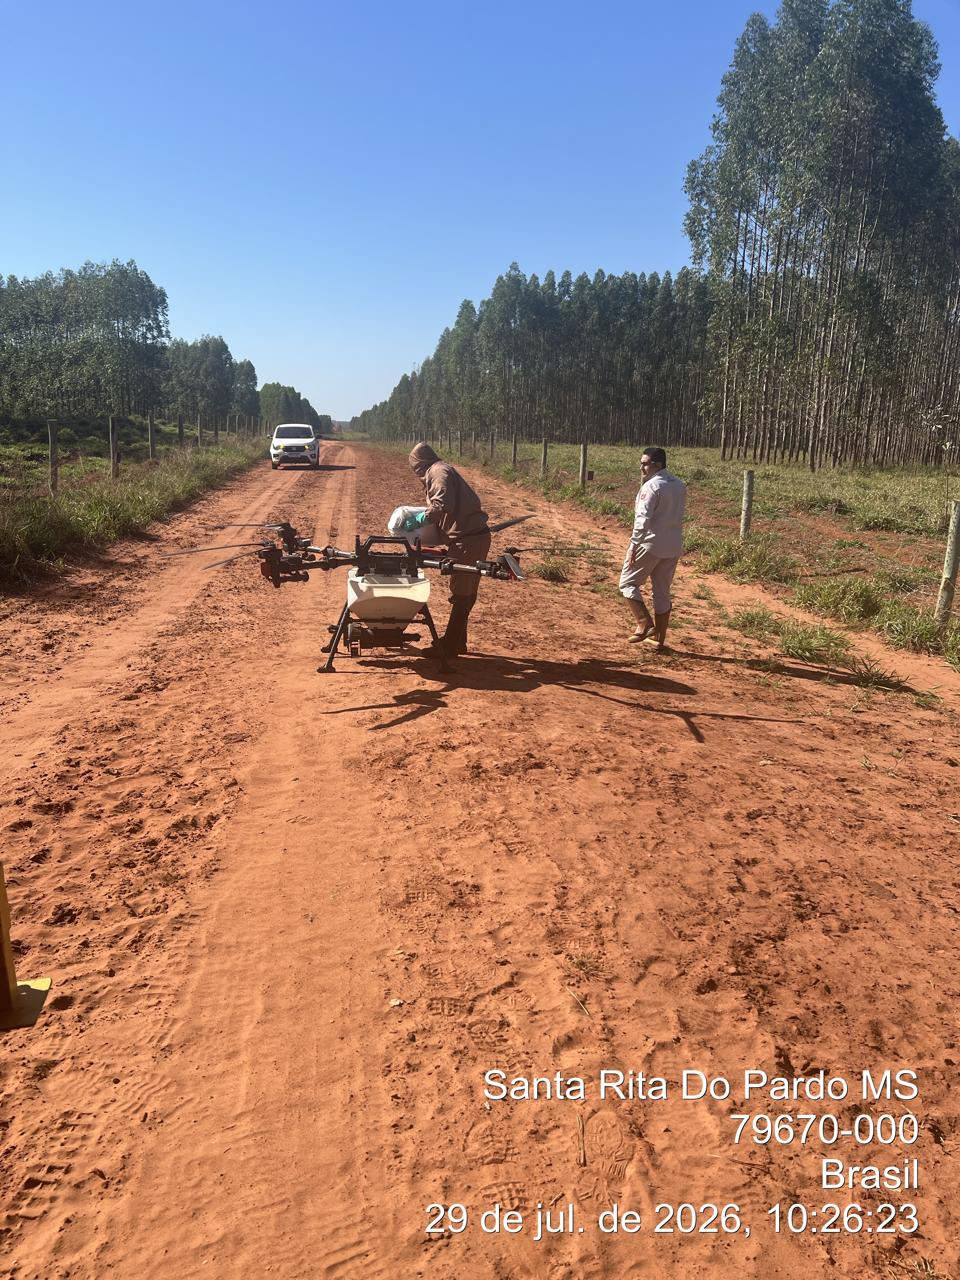 Santa Rita Do Pardo MS
79670-000
Brasil
29 de jul. de 2026, 10:26:23